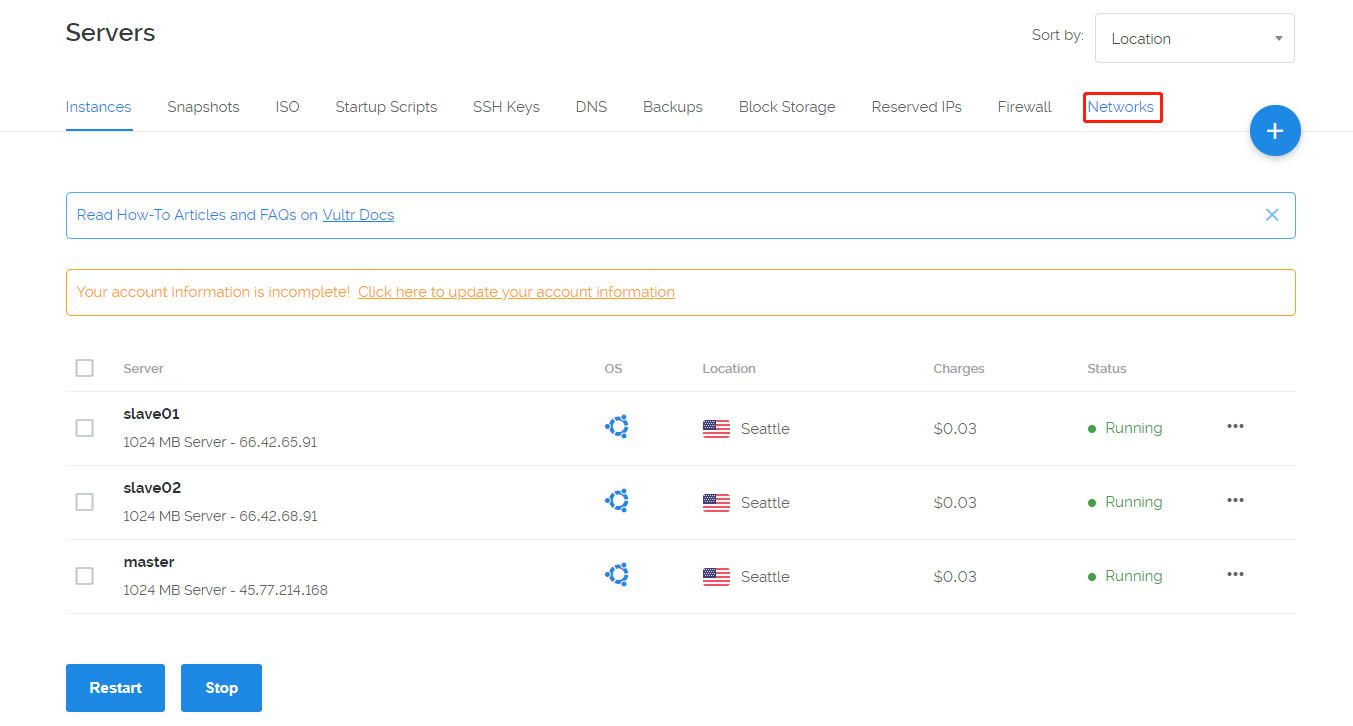 Servers
Sort by: Location
Instances Snapshots ISO Startup Scripts SSH Keys DNS Backups Block Storage Reserved IPs Firewall Networks
+
Read How-To Articles and FAQs on Vultr Docs
Your account information is incomplete! Click here to update your account information
Server OS Location Charges Status
slave01
1024 MB Server - 66.42.65.91 Seattle $0.03 Running
slave02
1024 MB Server - 66.42.68.91 Seattle $0.03 Running
master
1024 MB Server - 45.77.214.168 Seattle $0.03 Running
Restart Stop